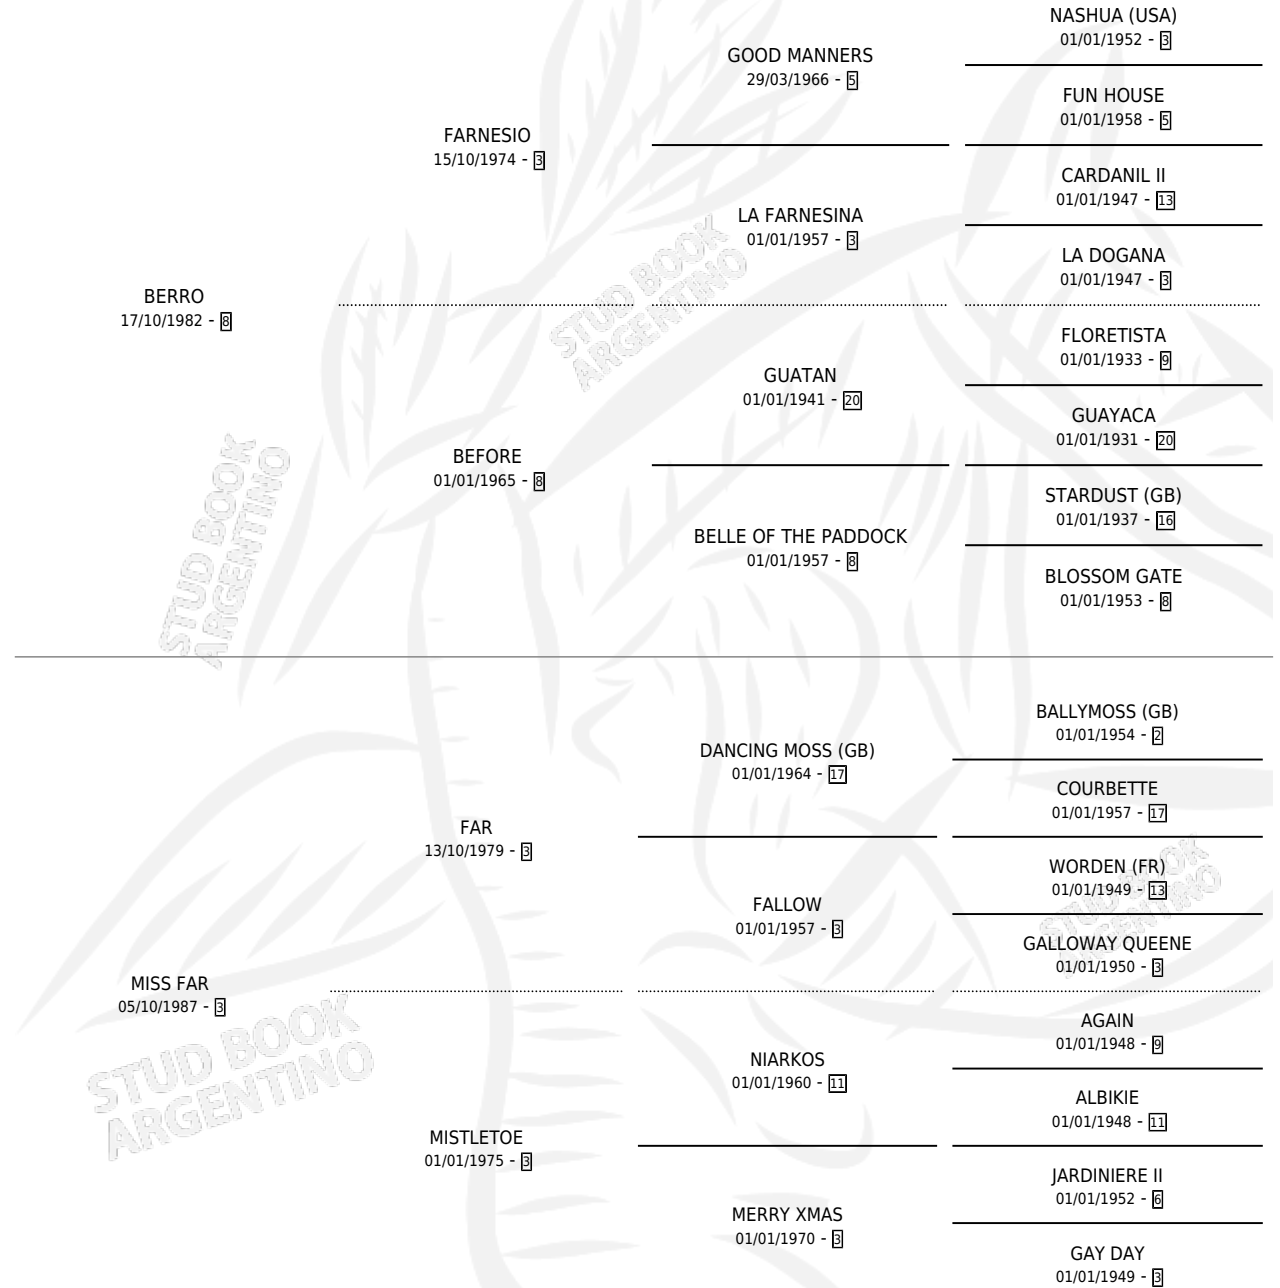 NASHUA (USA)
01/01/1952 - 3
GOOD MANNERS
29/03/1966 - 5
FUN HOUSE
01/01/1958 - 5
FARNESIO
15/10/1974 - 3
CARDANIL II
01/01/1947 - 13
LA FARNESINA
01/01/1957 - 3
LA DOGANA
01/01/1947 - 3
BERRO
17/10/1982 - 8
FLORETISTA
01/01/1933 - 9
GUATAN
01/01/1941 - 20
GUAYACA
01/01/1931 - 20
BEFORE
01/01/1965 - 8
STARDUST (GB)
01/01/1937 - 16
BELLE OF THE PADDOCK
01/01/1957 - 8
BLOSSOM GATE
01/01/1953 - 8
BALLYMOSS (GB)
01/01/1954 - 2
DANCING MOSS (GB)
01/01/1964 - 17
COURBETTE
01/01/1957 - 17
FAR
13/10/1979 - 3
WORDEN (FR)
01/01/1949 - 13
FALLOW
01/01/1957 - 3
GALLOWAY QUEENE
01/01/1950 - 3
MISS FAR
05/10/1987 - 3
AGAIN
01/01/1948 - 9
NIARKOS
01/01/1960 - 11
ALBIKIE
01/01/1948 - 11
MISTLETOE
01/01/1975 - 3
JARDINIERE II
01/01/1952 - 6
MERRY XMAS
01/01/1970 - 3
GAY DAY
01/01/1949 - 3
STUD BOOK
ARGENTINO
STUD BOOK
ARGENTINO
STUD BOOK
ARGENTINO
STUD BOOK
ARGENTINO